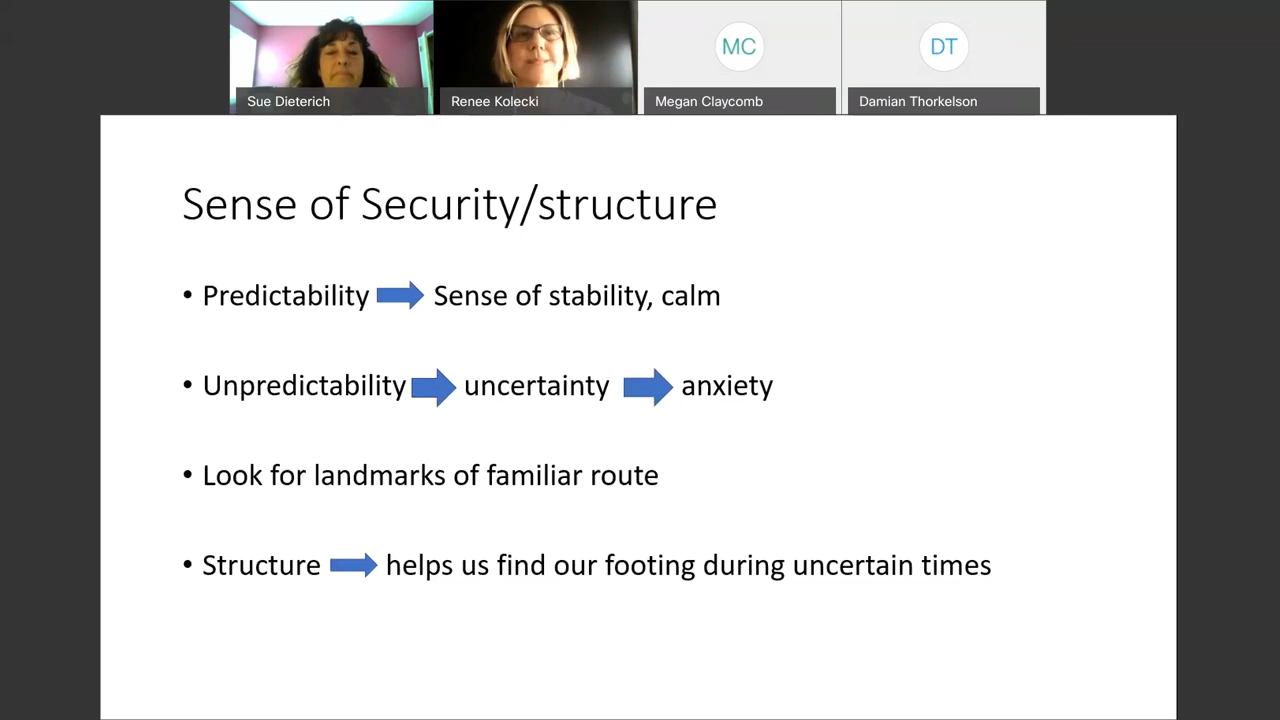 Sue Dieterich
Renee Kolecki
MC
Megan Claycomb
DT
Damian Thorkelson
Sense of Security/structure
• Predictability Sense of stability, calm
• Unpredictability uncertainty anxiety
• Look for landmarks of familiar route
• Structure helps us find our footing during uncertain times